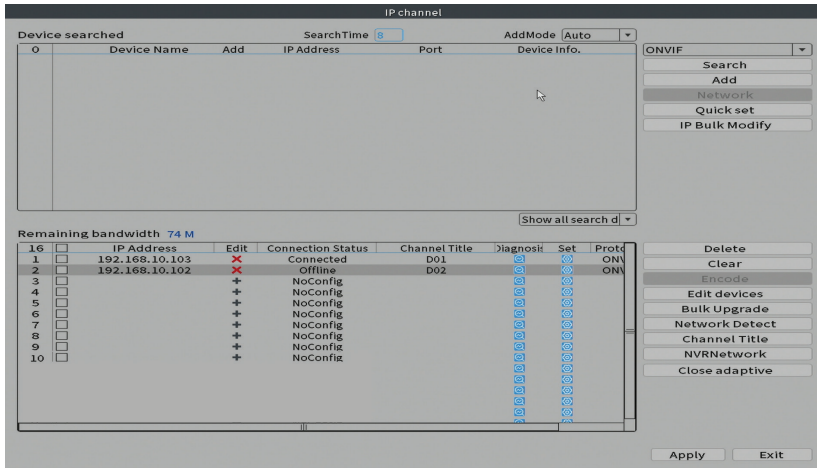 IP channel
Device searched SearchTime 8 AddMode Auto
0 Device Name Add IP Address Port Device Info.
ONVIF
Search
Add
Network
Quick set
IP Bulk Modify
Show all search d
Remaining bandwidth 74 M
16 IP Address Edit Connection Status Channel Title Diagnosis Set Proto
1 192.168.10.103 Connected D01 ONV
2 192.168.10.102 Offline D02 ONV
3 NoConfig
4 NoConfig
5 NoConfig
6 NoConfig
7 NoConfig
8 NoConfig
9 NoConfig
10 NoConfig
Delete
Clear
Encode
Edit devices
Bulk Upgrade
Network Detect
Channel Title
NVRNetwork
Close adaptive
Apply Exit